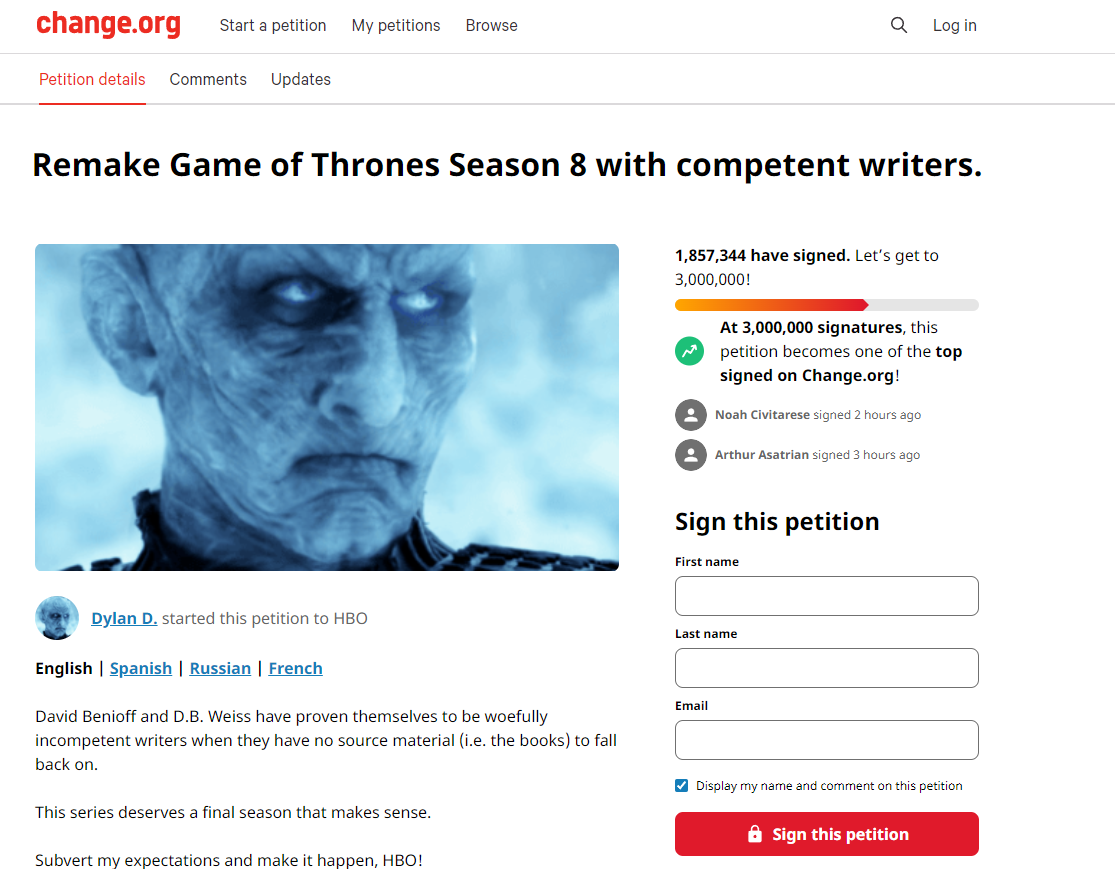 change.org Start a petition My petitions Browse Log in
Petition details Comments Updates
Remake Game of Thrones Season 8 with competent writers.
1,857,344 have signed. Let’s get to
3,000,000!
At 3,000,000 signatures, this
petition becomes one of the top
signed on Change.org!
Noah Civitarese signed 2 hours ago
Arthur Asatrian signed 3 hours ago
Sign this petition
First name
Last name
Email
Display my name and comment on this petition
Sign this petition
Dylan D. started this petition to HBO
English | Spanish | Russian | French
David Benioff and D.B. Weiss have proven themselves to be woefully
incompetent writers when they have no source material (i.e. the books) to fall
back on.
This series deserves a final season that makes sense.
Subvert my expectations and make it happen, HBO!